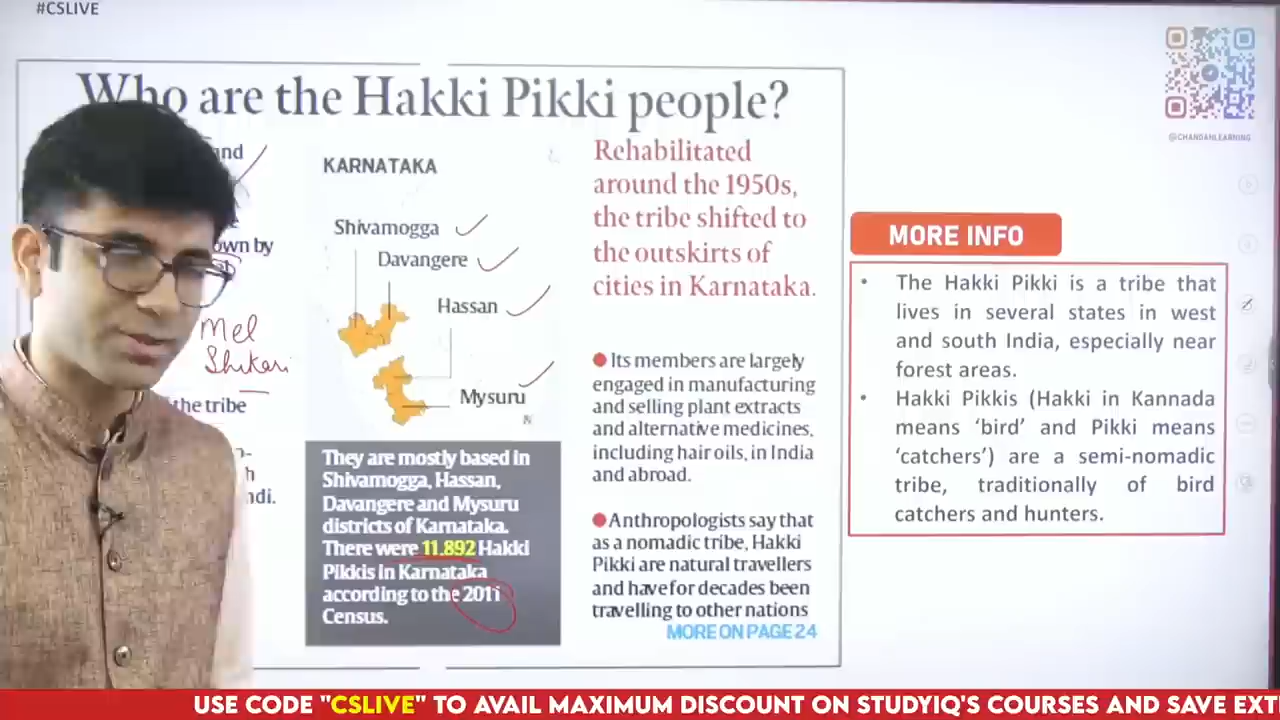 #CSLIVE
Who are the Hakki Pikki people?
and
own by
Mel
Shikari
the tribe
KARNATAKA
Shivamogga
Davangere
Hassan
Mysuru
They are mostly based in
Shivamogga, Hassan,
Davangere and Mysuru
districts of Karnataka.
There were 11,892 Hakki
Pikkis in Karnataka
according to the 2011
Census.
Rehabilitated
around the 1950s,
the tribe shifted to
the outskirts of
cities in Karnataka.
● Its members are largely
engaged in manufacturing
and selling plant extracts
and alternative medicines,
including hair oils, in India
and abroad.
● Anthropologists say that
as a nomadic tribe, Hakki
Pikki are natural travellers
and have for decades been
travelling to other nations
MORE ON PAGE 24
@CHANDANLEARNING
MORE INFO
• The Hakki Pikki is a tribe that
lives in several states in west
and south India, especially near
forest areas.
• Hakki Pikkis (Hakki in Kannada
means ‘bird’ and Pikki means
‘catchers’) are a semi-nomadic
tribe, traditionally of bird
catchers and hunters.
USE CODE "CSLIVE" TO AVAIL MAXIMUM DISCOUNT ON STUDYIQ'S COURSES AND SAVE EXT